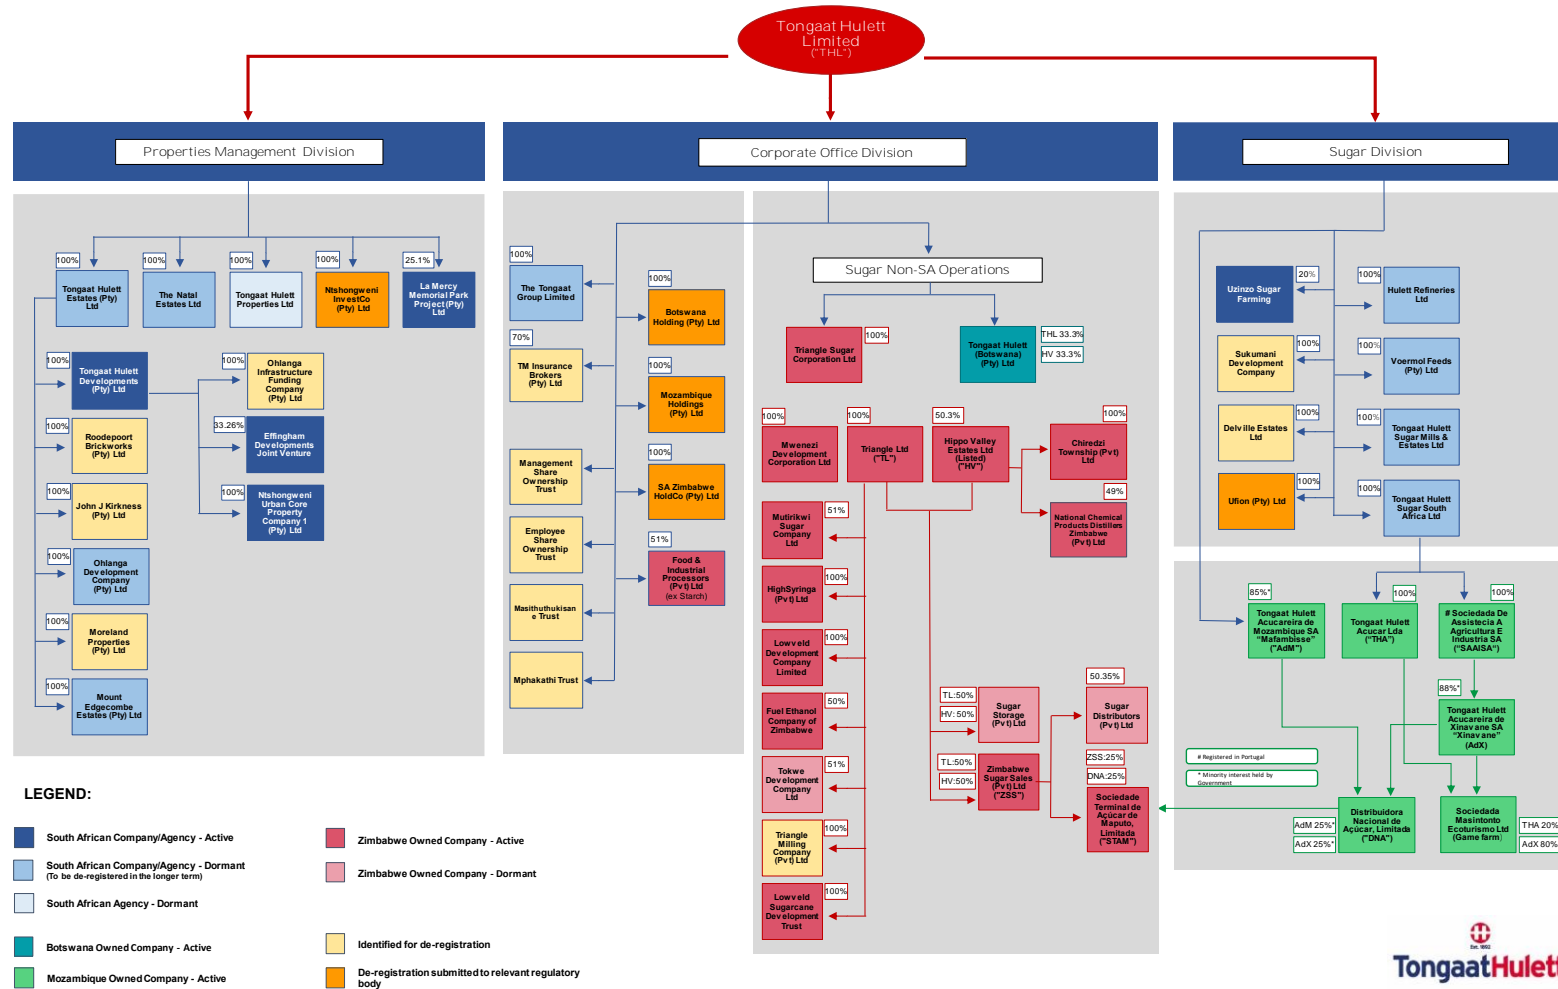 Tongaat Hulett
Limited
("THL")
Properties Management Division
Corporate Office Division
Sugar Division
100%
Tongaat Hulett
Estates (Pty)
Ltd
100%
The Natal
Estates Ltd
100%
Tongaat Hulett
Properties Ltd
100%
Ntshongweni
InvestCo
(Pty) Ltd
25.1%
La Mercy
Memorial Park
Project (Pty)
Ltd
100%
Tongaat Hulett
Developments
(Pty) Ltd
100%
Roodepoort
Brickworks
(Pty) Ltd
100%
John J Kirkness
(Pty) Ltd
100%
Ohlanga
Development
Company
(Pty) Ltd
100%
Moreland
Properties
(Pty) Ltd
100%
Mount
Edgecombe
Estates (Pty) Ltd
100%
Ohlanga
Infrastructure
Funding
Company
(Pty) Ltd
33.26%
Effingham
Developments
Joint Venture
100%
Ntshongweni
Urban Core
Property
Company 1
(Pty) Ltd
100%
The Tongaat
Group Limited
70%
TM Insurance
Brokers
(Pty) Ltd
Management
Share
Ownership
Trust
Employee
Share
Ownership
Trust
Masithuthukisan
e Trust
Mphakathi Trust
100%
Botswana
Holding (Pty) Ltd
100%
Mozambique
Holdings
(Pty) Ltd
100%
SA Zimbabwe
HoldCo (Pty) Ltd
51%
Food &
Industrial
Processors
(Pvt) Ltd
(ex Starch)
Sugar Non-SA Operations
Triangle Sugar
Corporation Ltd
100%
Tongaat Hulett
(Botswana)
(Pty) Ltd
THL 33.3%
HV 33.3%
100%
Mwenezi
Development
Corporation Ltd
100%
Triangle Ltd
("TL")
50.3%
Hippo Valley
Estates Ltd
(Listed)
("HV")
100%
Chiredzi
Township (Pvt)
Ltd
49%
National Chemical
Products Distillers
Zimbabwe
(Pvt) Ltd
Mutirikwi
Sugar
Company
Ltd
51%
HighSyringa
(Pvt) Ltd
100%
Lowveld
Development
Company
Limited
100%
Fuel Ethanol
Company of
Zimbabwe
50%
Tokwe
Development
Company
Ltd
51%
Triangle
Milling
Company
(Pvt) Ltd
100%
Lowveld
Sugarcane
Development
Trust
100%
TL:50%
HV: 50%
Sugar
Storage
(Pvt) Ltd
50.35%
Sugar
Distributors
(Pvt) Ltd
TL:50%
HV:50%
Zimbabwe
Sugar Sales
(Pvt) Ltd
("ZSS")
ZSS:25%
DNA:25%
Sociedade
Terminal de
Açúcar de
Maputo,
Limitada
("STAM")
Uzinzo Sugar
Farming
20%
Sukumani
Development
Company
100%
Delville Estates
Ltd
100%
Ufion (Pty) Ltd
100%
100%
Hulett Refineries
Ltd
100%
Voermol Feeds
(Pty) Ltd
100%
Tongaat Hulett
Sugar Mills &
Estates Ltd
100%
Tongaat Hulett
Sugar South
Africa Ltd
85%*
Tongaat Hulett
Acucareira de
Mozambique SA
"Mafambisse"
("AdM")
100%
Tongaat Hulett
Acucar Lda
("THA")
100%
# Sociedada De
Assistecia A
Agricultura E
Industria SA
("SAAISA")
88%*
Tongaat Hulett
Acucareira de
Xinavane SA
"Xinavane"
(AdX)
# Registered in Portugal
* Minority interest held by
Government
AdM 25%*
AdX 25%*
Distribuidora
Nacional de
Açúcar, Limitada
("DNA")
Sociedada
Masintonto
Ecoturismo Ltd
(Game farm)
THA 20%
AdX 80%
LEGEND:
South African Company/Agency - Active
South African Company/Agency - Dormant
(To be de-registered in the longer term)
South African Agency - Dormant
Botswana Owned Company - Active
Mozambique Owned Company - Active
Zimbabwe Owned Company - Active
Zimbabwe Owned Company - Dormant
Identified for de-registration
De-registration submitted to relevant regulatory
body
Est. 1892
TongaatHulett